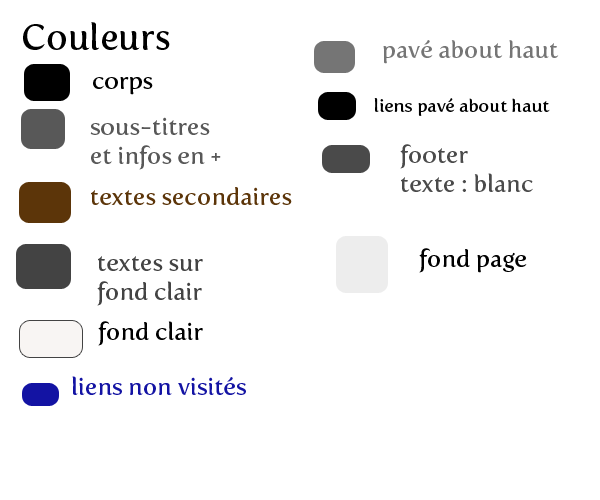 Couleurs
corps
sous-titres
et infos en +
textes secondaires
textes sur
fond clair
fond clair
liens non visités
pavé about haut
liens pavé about haut
footer
texte : blanc
fond page